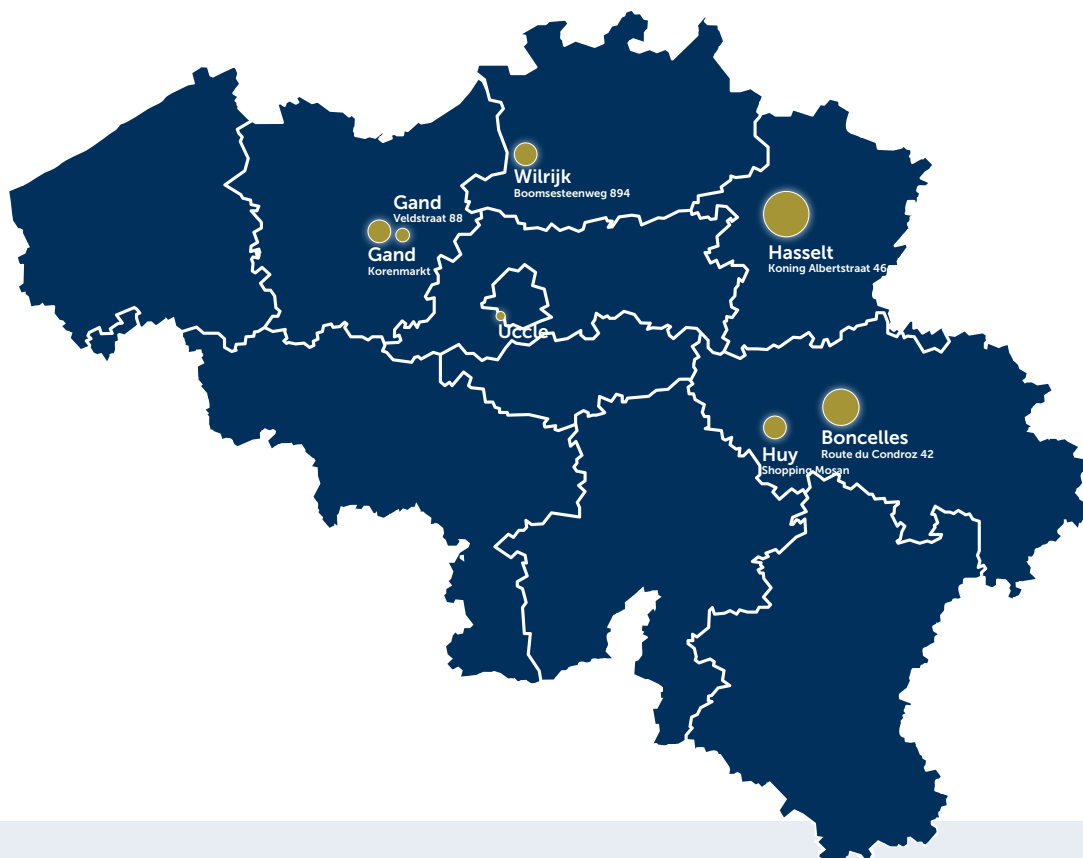 Wilrijk
Boomsesteenweg 894
Gand
Veldstraat 88
Gand
Korenmarkt
Hasselt
Koning Albertstraat 46
Uccle
Boncelles
Route du Condroz 42
Huy
Shopping Mosan